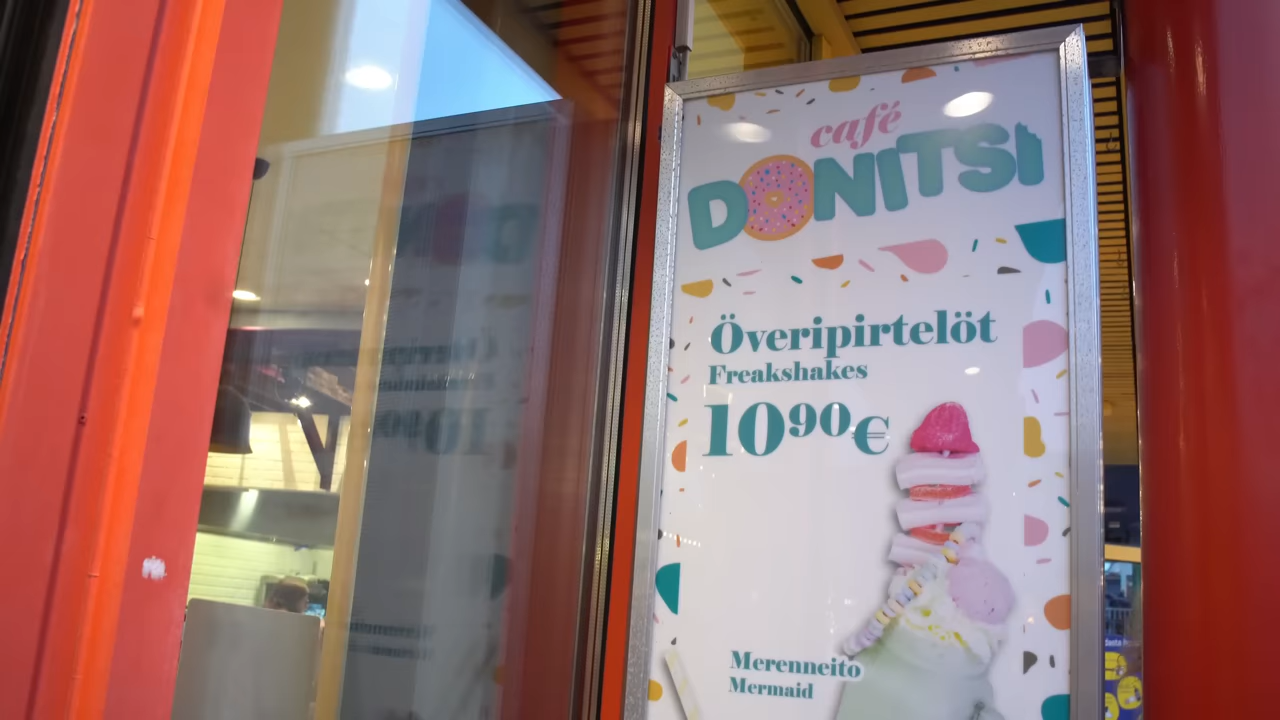 café
DONITSI
Överipirtelöt
Freakshakes
1090€
Merenneito
Mermaid